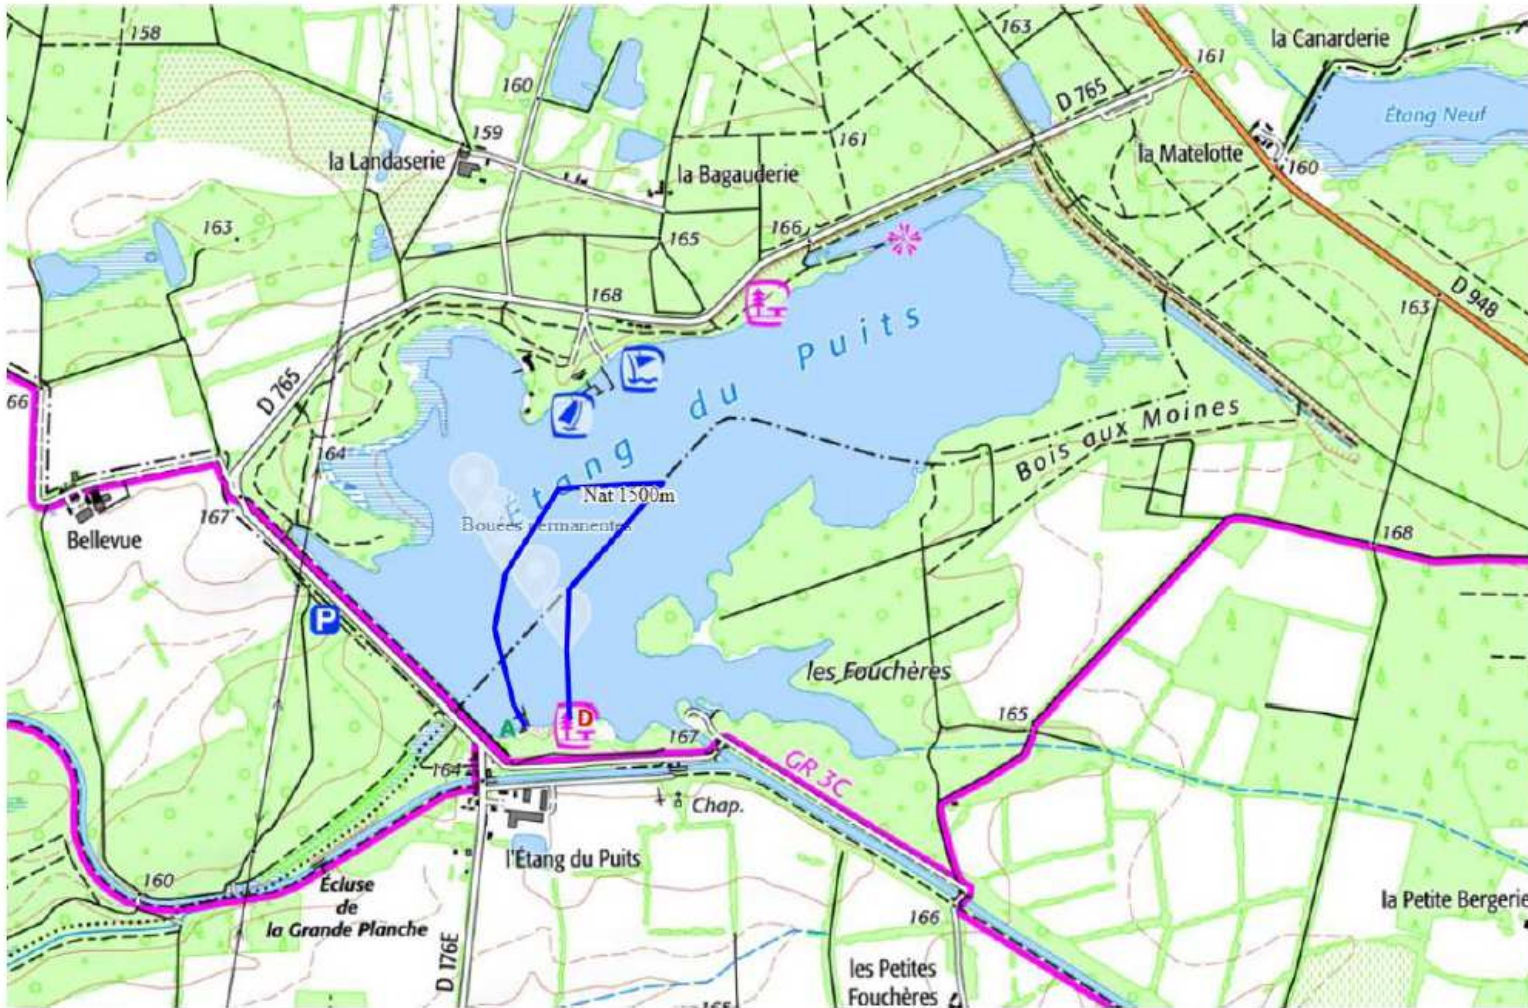 158
163
la Canarderie
161
160
D 765
Étang Neuf
159
161
la Landaserie
la Matelotte
160
la Bagauderie
163
166
165
168
D 948
163
Puits
D 765
du
66
Bois aux Moines
164
Étang
Nat 1500m
Bouées permanentes
167
Bellevue
168
P
les Fouchères
165
A
D
167
GR 3C
164
Chap.
l'Étang du Puits
160
Écluse
de
la Grande Planche
la Petite Bergerie
166
D 176E
les Petites
Fouchères
165